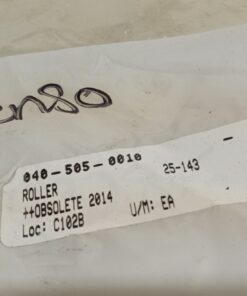 040-505-0010 25-143
ROLLER
++OBSOLETE 2014
Loc: C102B U/M: EA